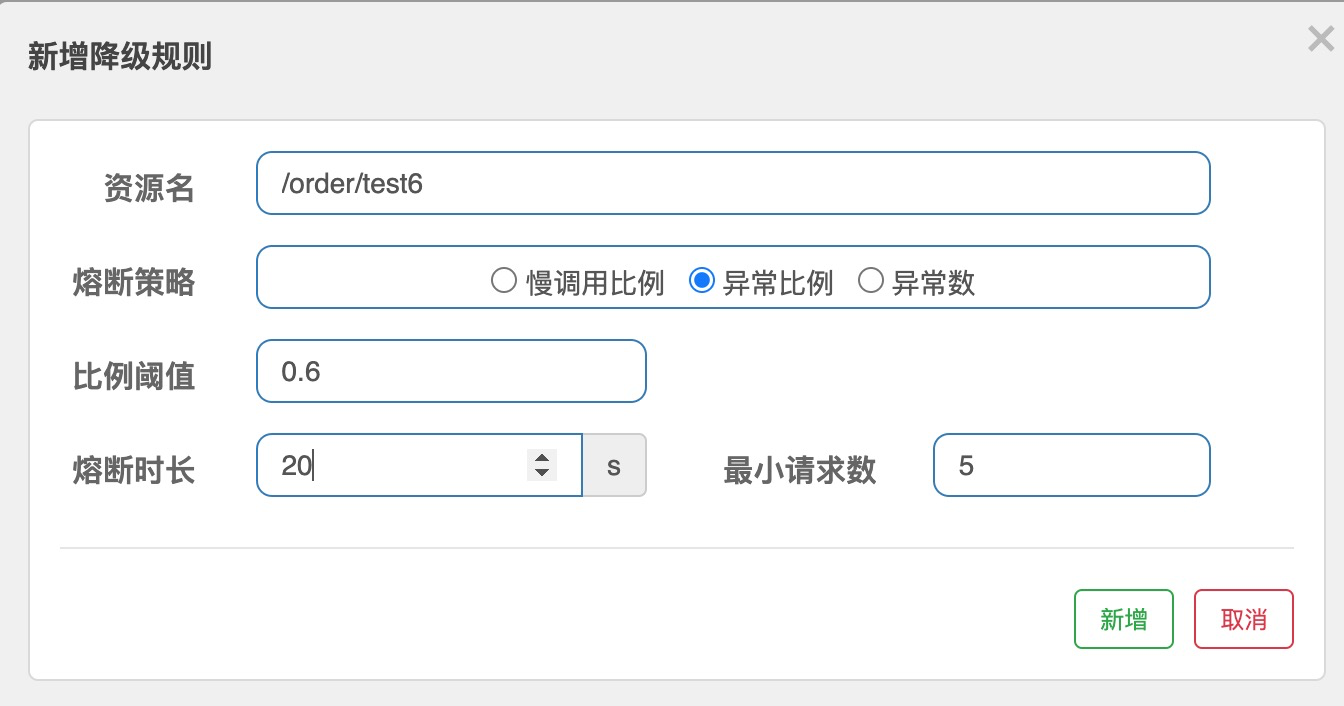 新增降级规则
×
资源名 /order/test6
熔断策略 慢调用比例 异常比例 异常数
比例阈值 0.6
熔断时长 20 s 最小请求数 5
新增 取消